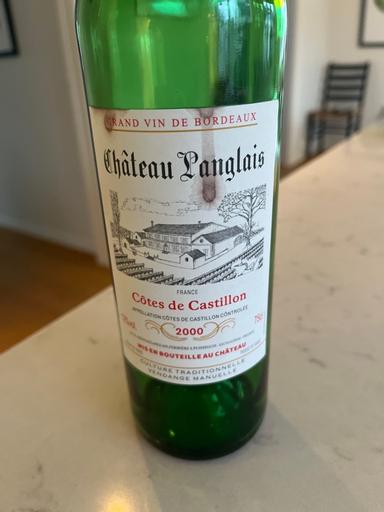 GRAND VIN DE BORDEAUX
Château Langlais
FRANCE
Côtes de Castillon
APPELLATION CÔTES DE CASTILLON CONTRÔLÉE
2000
75cl
MIS EN BOUTEILLE AU CHÂTEAU
CULTURE TRADITIONNELLE
VENDANGE MANUELLE